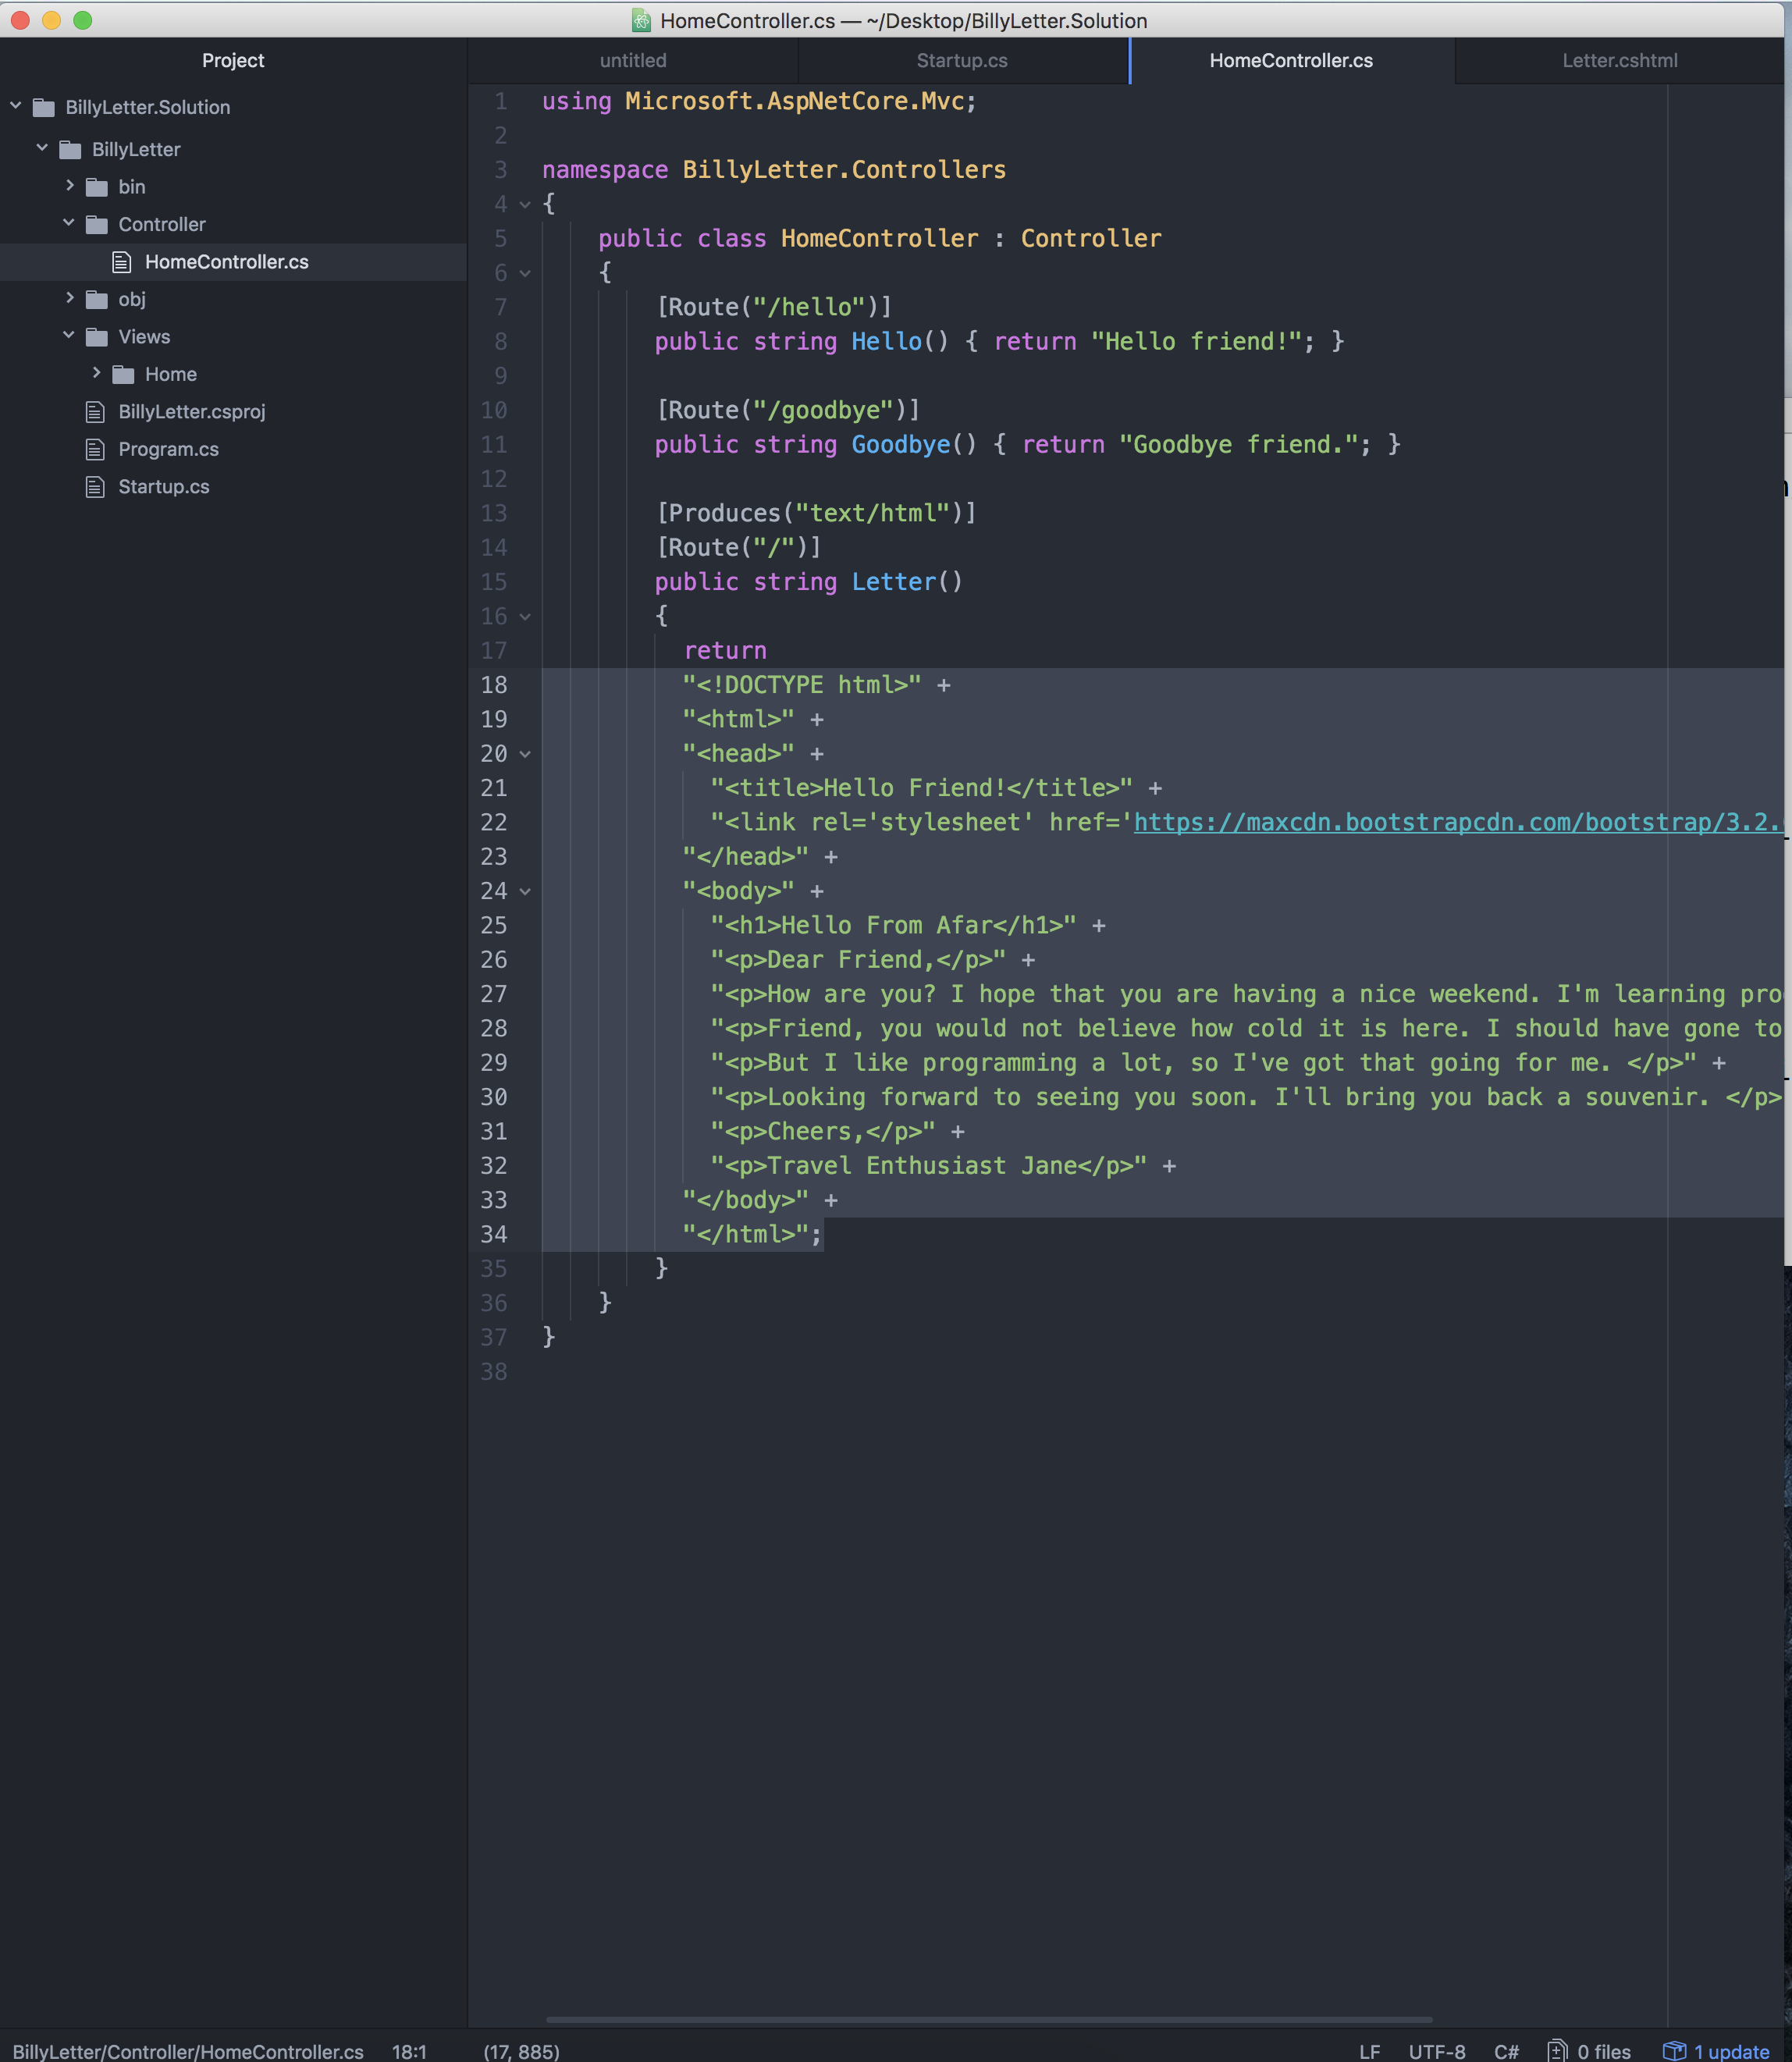 HomeController.cs — ~/Desktop/BillyLetter.Solution
Project
untitled
Startup.cs
HomeController.cs
Letter.cshtml
BillyLetter.Solution
BillyLetter
bin
Controller
HomeController.cs
obj
Views
Home
BillyLetter.csproj
Program.cs
Startup.cs
1 using Microsoft.AspNetCore.Mvc;
2
3 namespace BillyLetter.Controllers
4 {
5 public class HomeController : Controller
6 {
7 [Route("/hello")]
8 public string Hello() { return "Hello friend!"; }
9
10 [Route("/goodbye")]
11 public string Goodbye() { return "Goodbye friend."; }
12
13 [Produces("text/html")]
14 [Route("/")]
15 public string Letter()
16 {
17 return
18 "<!DOCTYPE html>" +
19 "<html>" +
20 "<head>" +
21 "<title>Hello Friend!</title>" +
22 "<link rel='stylesheet' href='https://maxcdn.bootstrapcdn.com/bootstrap/3.2.
23 "</head>" +
24 "<body>" +
25 "<h1>Hello From Afar</h1>" +
26 "<p>Dear Friend,</p>" +
27 "<p>How are you? I hope that you are having a nice weekend. I'm learning pro
28 "<p>Friend, you would not believe how cold it is here. I should have gone to
29 "<p>But I like programming a lot, so I've got that going for me. </p>" +
30 "<p>Looking forward to seeing you soon. I'll bring you back a souvenir. </p>
31 "<p>Cheers,</p>" +
32 "<p>Travel Enthusiast Jane</p>" +
33 "</body>" +
34 "</html>";
35 }
36 }
37 }
38
BillyLetter/Controller/HomeController.cs 18:1 (17, 885)
LF UTF-8 C# 0 files 1 update